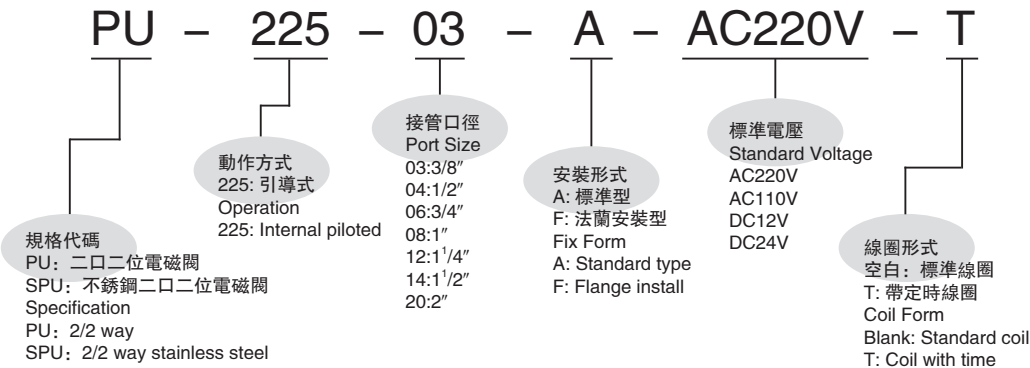 PU – 225 – 03 – A – AC220V – T
規格代碼
PU：二口二位電磁閥
SPU：不銹鋼二口二位電磁閥
Specification
PU：2/2 way
SPU：2/2 way stainless steel
動作方式
225: 引導式
Operation
225: Internal piloted
接管口徑
Port Size
03:3/8″
04:1/2″
06:3/4″
08:1″
12:1¹/4″
14:1¹/2″
20:2″
安裝形式
A: 標準型
F: 法蘭安裝型
Fix Form
A: Standard type
F: Flange install
標準電壓
Standard Voltage
AC220V
AC110V
DC12V
DC24V
線圈形式
空白：標準線圈
T: 帶定時線圈
Coil Form
Blank: Standard coil
T: Coil with time